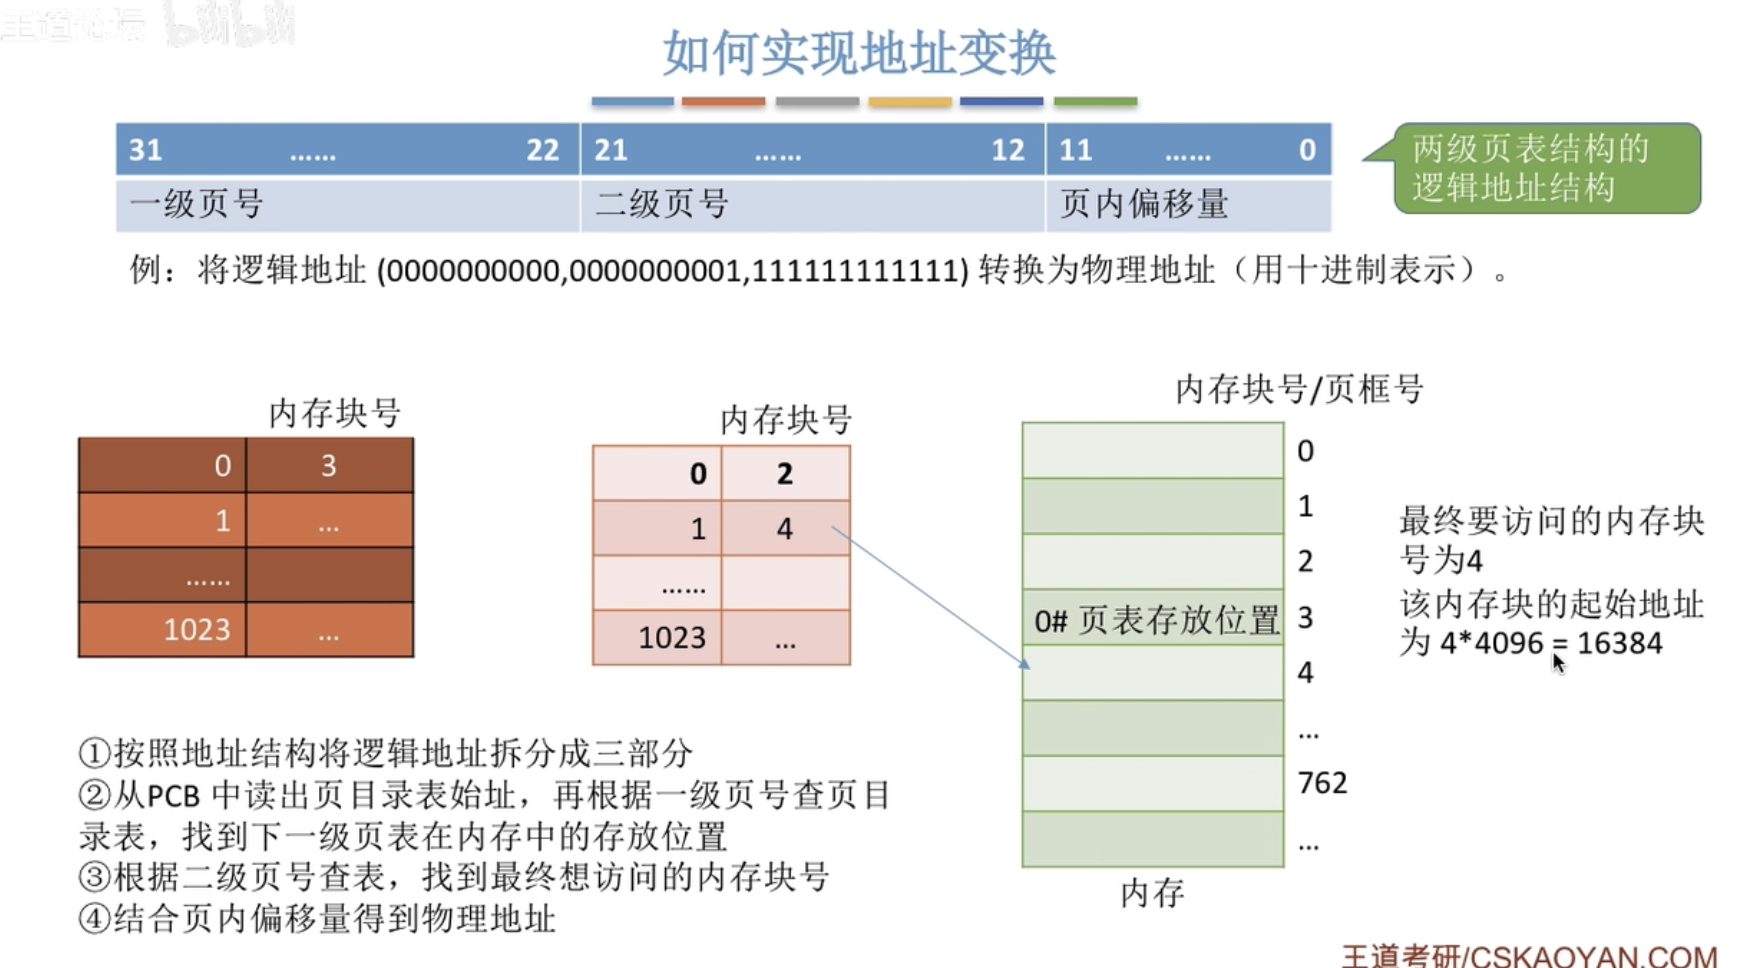 王道论坛 bilibili
如何实现地址变换
31 …… 22 21 …… 12 11 …… 0
一级页号 二级页号 页内偏移量
两级页表结构的
逻辑地址结构
例：将逻辑地址 (0000000000,0000000001,111111111111) 转换为物理地址（用十进制表示）。
内存块号
0 3
1 ...
……
1023 ...
内存块号
0 2
1 4
……
1023 ...
内存块号/页框号
0
1
2
0# 页表存放位置 3
4
...
762
...
内存
最终要访问的内存块
号为4
该内存块的起始地址
为 4*4096 = 16384
①按照地址结构将逻辑地址拆分成三部分
②从PCB 中读出页目录表始址，再根据一级页号查页目
录表，找到下一级页表在内存中的存放位置
③根据二级页号查表，找到最终想访问的内存块号
④结合页内偏移量得到物理地址
王道考研/CSKAOYAN.COM